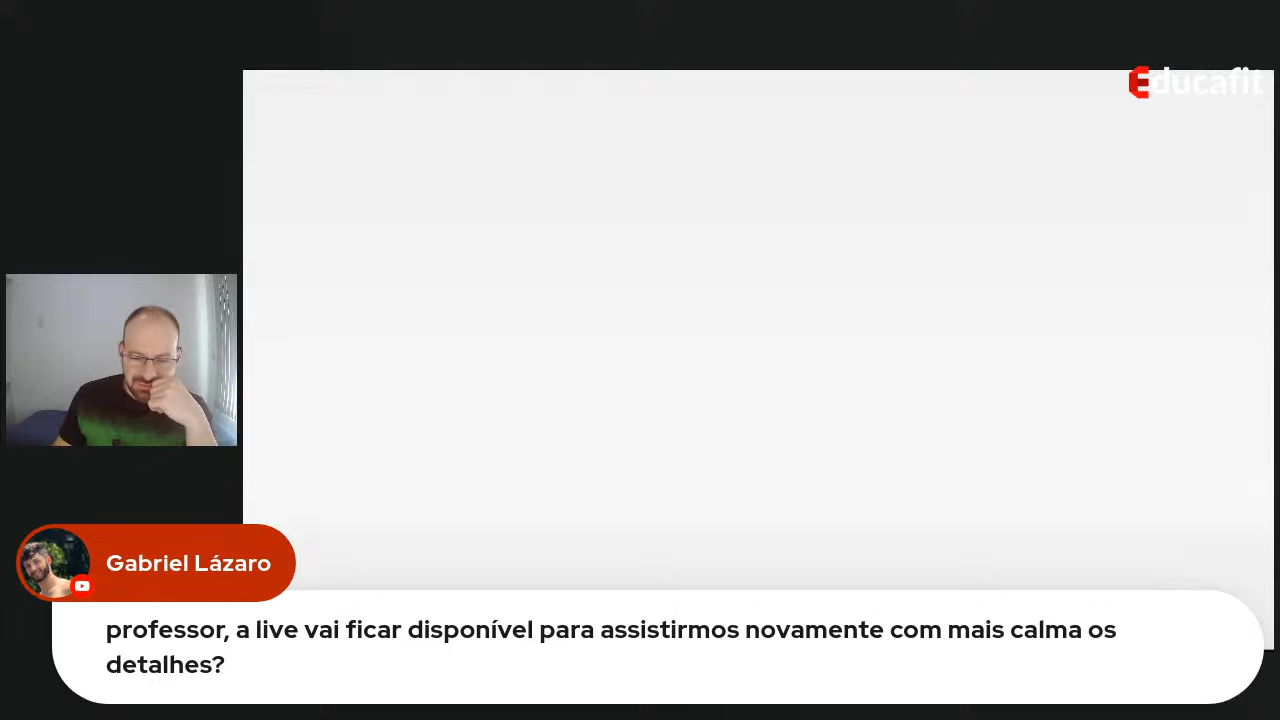 Educafit
Gabriel Lázaro
professor, a live vai ficar disponível para assistirmos novamente com mais calma os
detalhes?